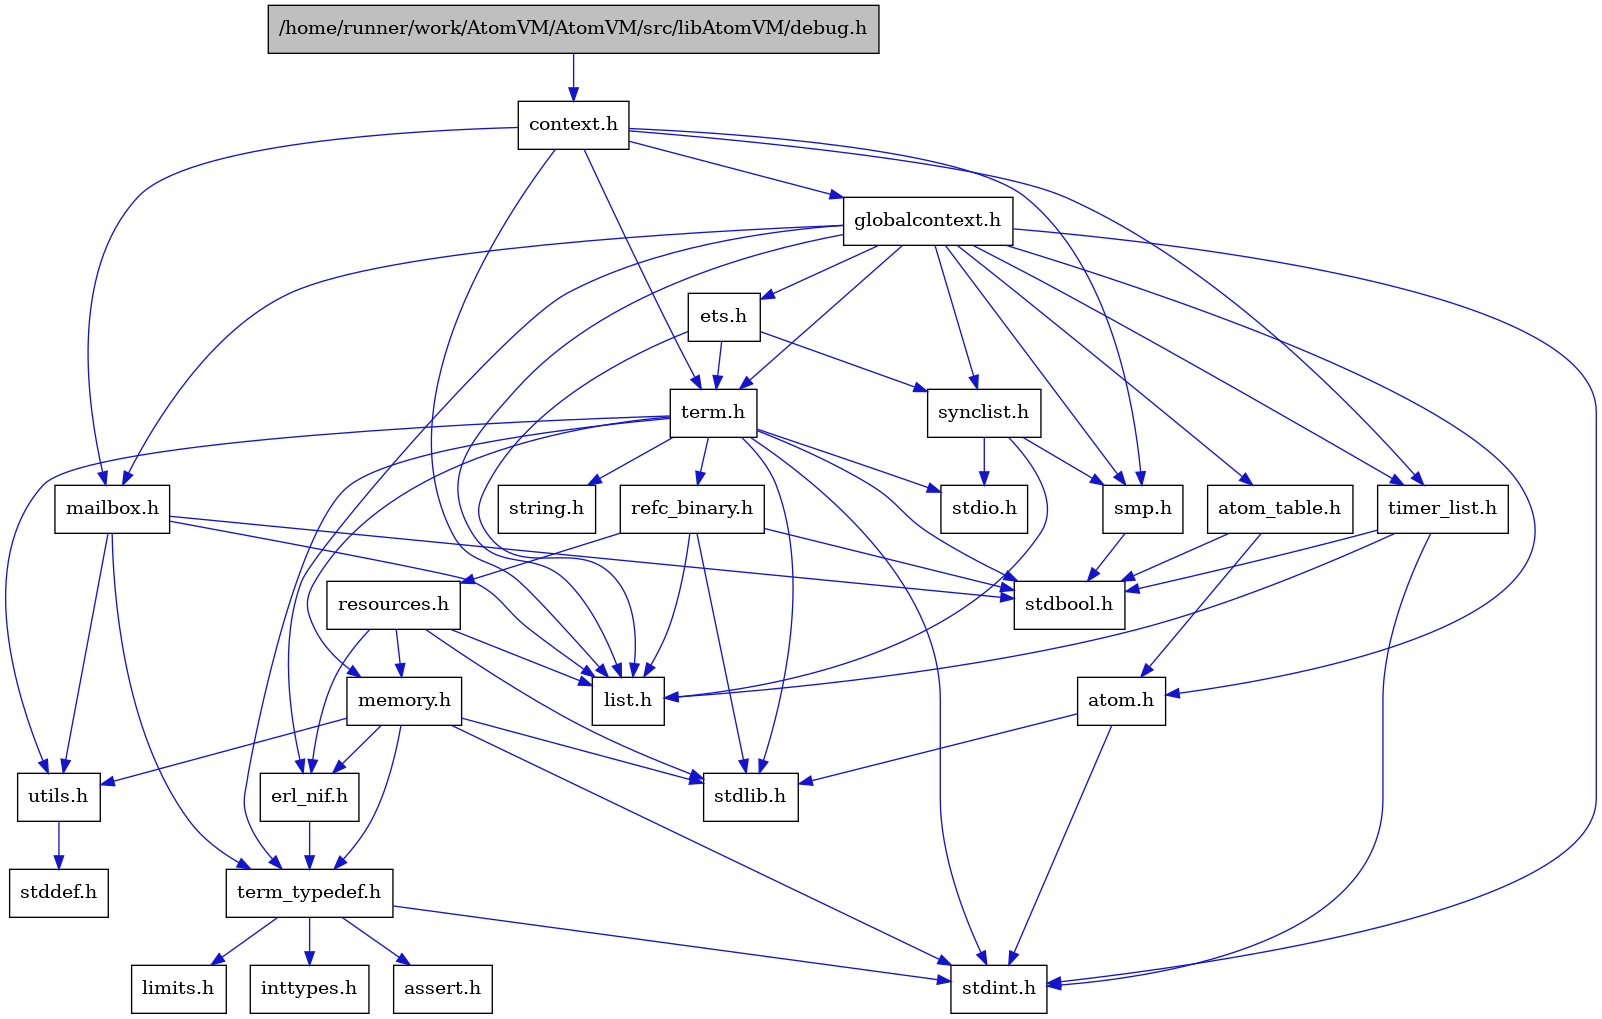 /home/runner/work/AtomVM/AtomVM/src/libAtomVM/debug.h
context.h
globalcontext.h
ets.h
term.h
synclist.h
mailbox.h
string.h
refc_binary.h
stdio.h
smp.h
atom_table.h
timer_list.h
resources.h
stdbool.h
memory.h
list.h
atom.h
utils.h
erl_nif.h
stdlib.h
stddef.h
term_typedef.h
limits.h
inttypes.h
assert.h
stdint.h